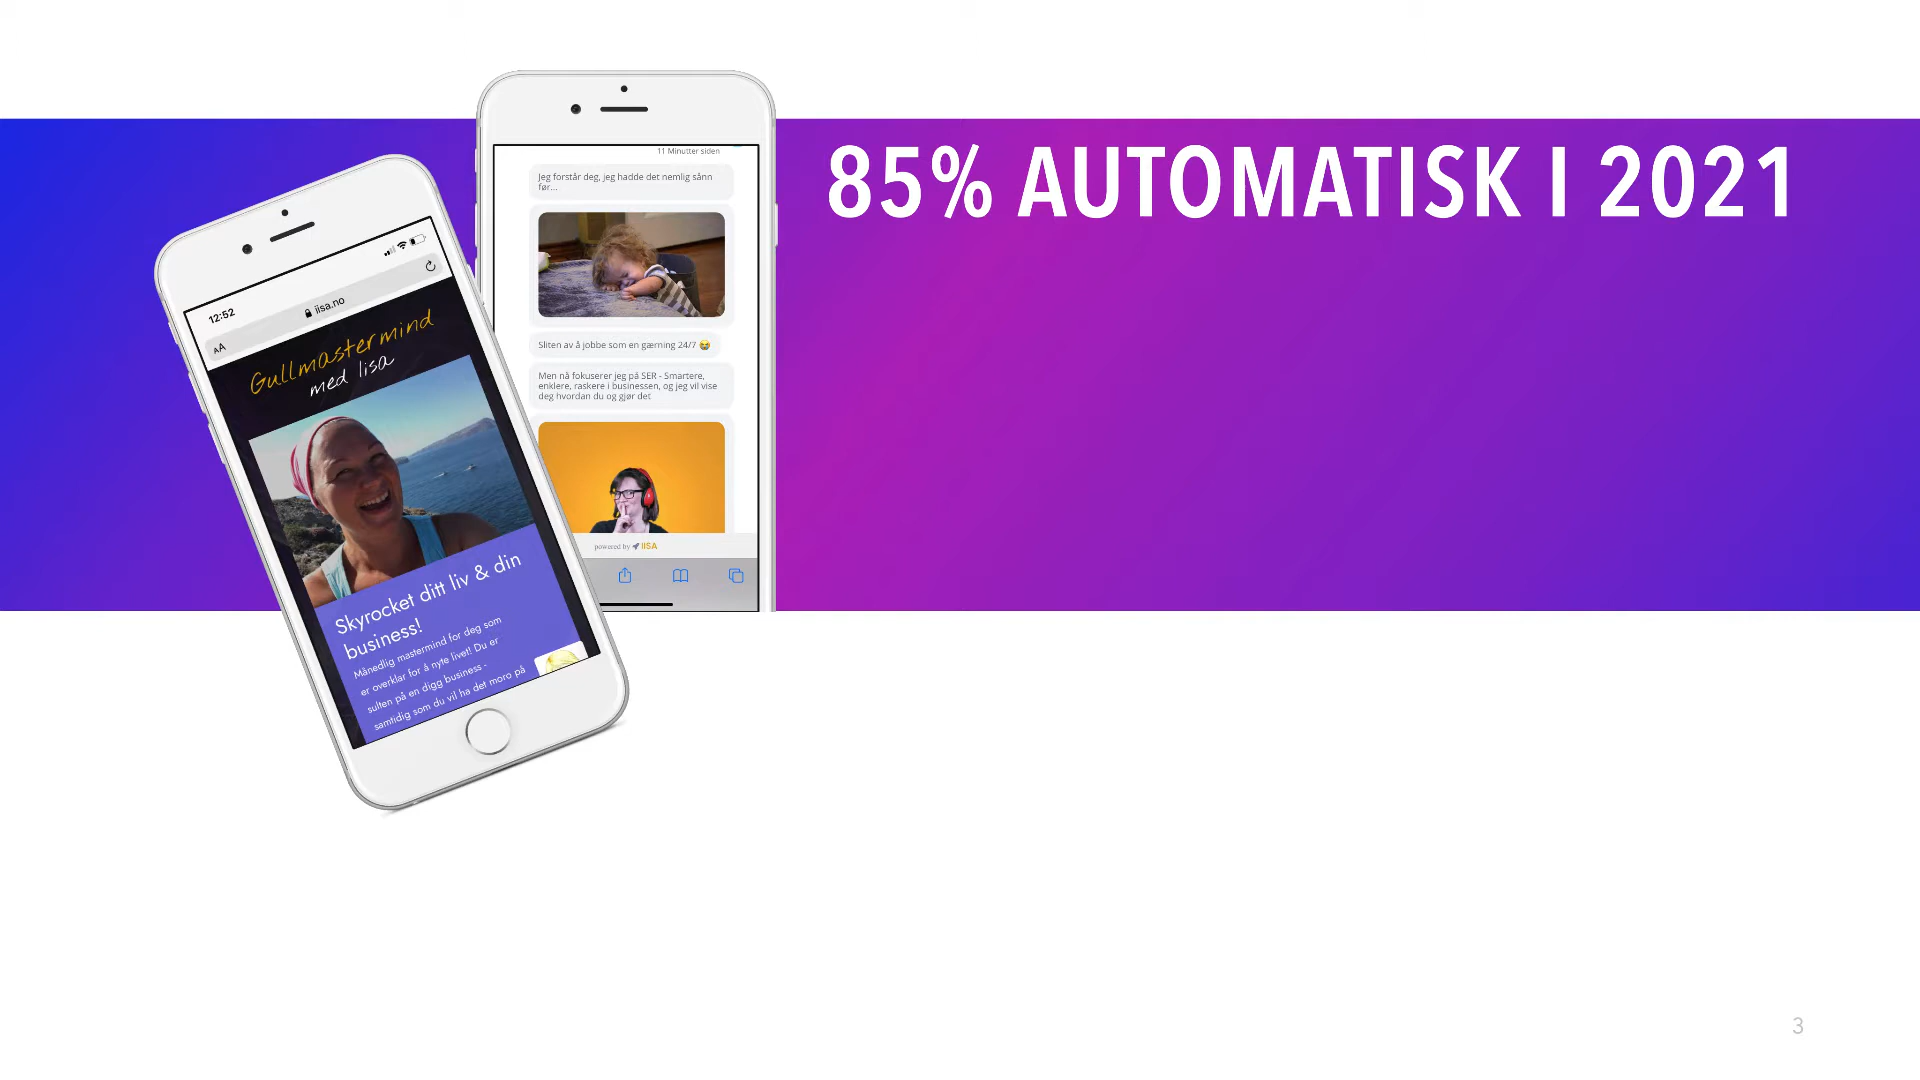 85% AUTOMATISK I 2021
11 Minutter siden
Jeg forstår deg, jeg hadde det nemlig sånn
før...
Sliten av å jobbe som en gærning 24/7 😭
Men nå fokuserer jeg på SER - Smartere,
enklere, raskere i businessen, og jeg vil vise
deg hvordan du og gjør det
powered by IISA
12:52
AA
iisa.no
Gullmastermind
med Iisa
Skyrocket ditt liv & din
business!
Månedlig mastermind for deg som
er overklar for å nyte livet! Du er
sulten på en digg business -
samtidig som du vil ha det moro på
3